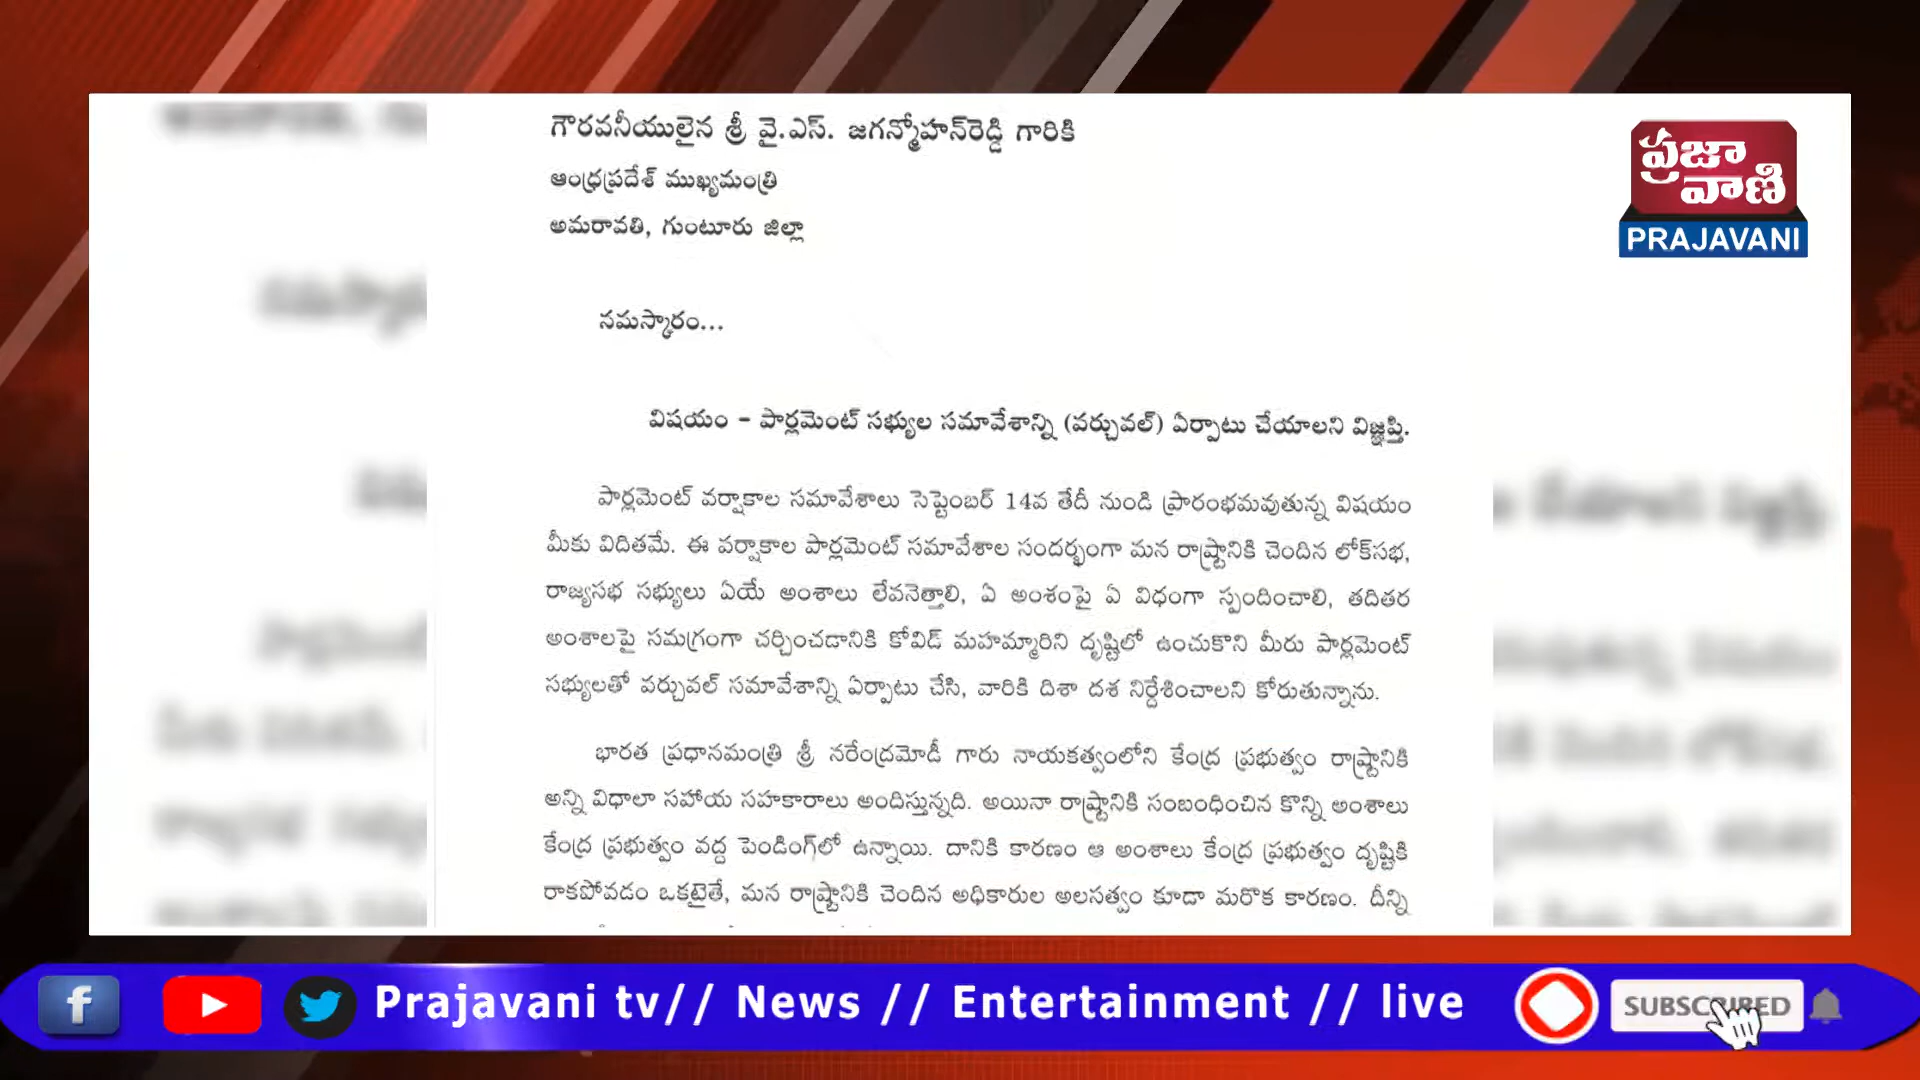 గౌరవనీయులైన శ్రీ వై.ఎస్. జగన్మోహన్‌రెడ్డి గారికి
ఆంధ్రప్రదేశ్ ముఖ్యమంత్రి
అమరావతి, గుంటూరు జిల్లా
ప్రజా
వాణి
PRAJAVANI
నమస్కారం...
విషయం - పార్లమెంట్ సభ్యుల సమావేశాన్ని (వర్చువల్) ఏర్పాటు చేయాలని విజ్ఞప్తి.
పార్లమెంట్ వర్షాకాల సమావేశాలు సెప్టెంబర్ 14వ తేదీ నుండి ప్రారంభమవుతున్న విషయం
మీకు విదితమే. ఈ వర్షాకాల పార్లమెంట్ సమావేశాల సందర్భంగా మన రాష్ట్రానికి చెందిన లోక్‌సభ,
రాజ్యసభ సభ్యులు ఏయే అంశాలు లేవనెత్తాలి, ఏ అంశంపై ఏ విధంగా స్పందించాలి, తదితర
అంశాలపై సమగ్రంగా చర్చించడానికి కోవిడ్ మహమ్మారిని దృష్టిలో ఉంచుకొని మీరు పార్లమెంట్
సభ్యులతో వర్చువల్ సమావేశాన్ని ఏర్పాటు చేసి, వారికి దిశా దశ నిర్దేశించాలని కోరుతున్నాను.
భారత ప్రధానమంత్రి శ్రీ నరేంద్రమోడీ గారు నాయకత్వంలోని కేంద్ర ప్రభుత్వం రాష్ట్రానికి
అన్ని విధాలా సహాయ సహకారాలు అందిస్తున్నది. అయినా రాష్ట్రానికి సంబంధించిన కొన్ని అంశాలు
కేంద్ర ప్రభుత్వం వద్ద పెండింగ్‌లో ఉన్నాయి. దానికి కారణం ఆ అంశాలు కేంద్ర ప్రభుత్వం దృష్టికి
రాకపోవడం ఒకటైతే, మన రాష్ట్రానికి చెందిన అధికారుల అలసత్వం కూడా మరొక కారణం. దీన్ని
Prajavani tv// News // Entertainment // live
SUBSCRIBED